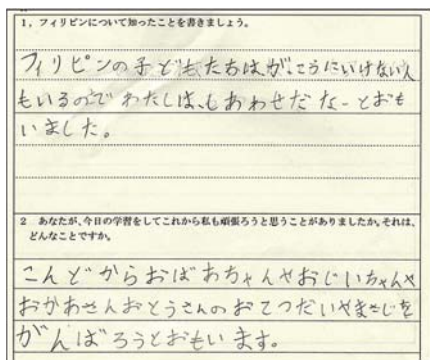 1, フィリピンについて知ったことを書きましょう。
フィリピンの子どもたちは、がっこうにいけない人
もいるので わたしは、しあわせだなーとおも
いました。
2 あなたが、今日の学習をしてこれから私も頑張ろうと思うことがありましたか。それは、
どんなことですか。
こんどからおばあちゃんやおじいちゃんや
おかあさんおとうさんのおてつだいやまさじを
がんばろうとおもいます。